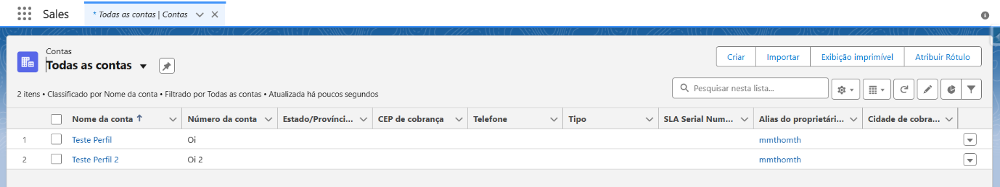 Sales
* Todas as contas | Contas
Contas
Todas as contas
Criar
Importar
Exibição imprimível
Atribuir Rótulo
2 itens • Classificado por Nome da conta • Filtrado por Todas as contas • Atualizada há poucos segundos
Pesquisar nesta lista...
Nome da conta ↑ Número da conta Estado/Provínci... CEP de cobrança Telefone Tipo SLA Serial Num... Alias do proprietári... Cidade de cobra...
1 Teste Perfil Oi mmthomth
2 Teste Perfil 2 Oi 2 mmthomth